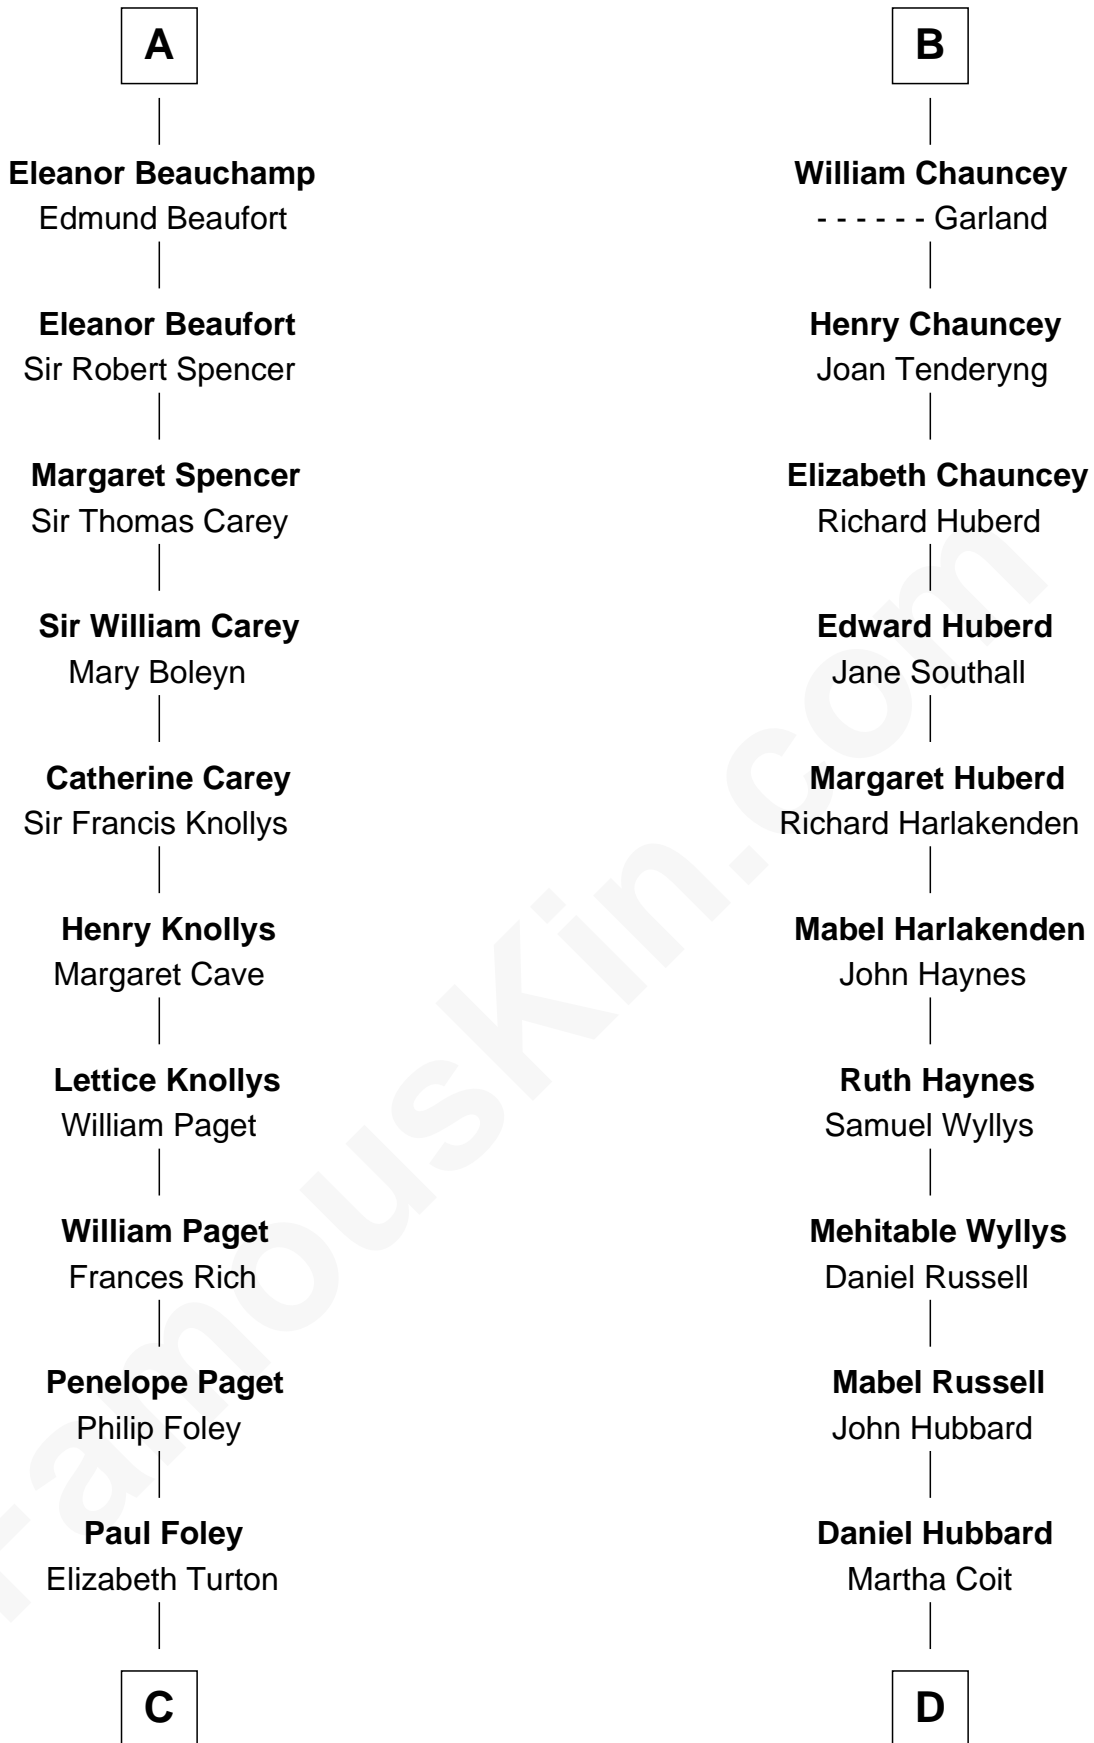 A
Eleanor Beauchamp
Edmund Beaufort
Eleanor Beaufort
Sir Robert Spencer
Margaret Spencer
Sir Thomas Carey
Sir William Carey
Mary Boleyn
Catherine Carey
Sir Francis Knollys
Henry Knollys
Margaret Cave
Lettice Knollys
William Paget
William Paget
Frances Rich
Penelope Paget
Philip Foley
Paul Foley
Elizabeth Turton
C
B
William Chauncey
- - - - - - Garland
Henry Chauncey
Joan Tenderyng
Elizabeth Chauncey
Richard Huberd
Edward Huberd
Jane Southall
Margaret Huberd
Richard Harlakenden
Mabel Harlakenden
John Haynes
Ruth Haynes
Samuel Wyllys
Mehitable Wyllys
Daniel Russell
Mabel Russell
John Hubbard
Daniel Hubbard
Martha Coit
D
FamousKin.com